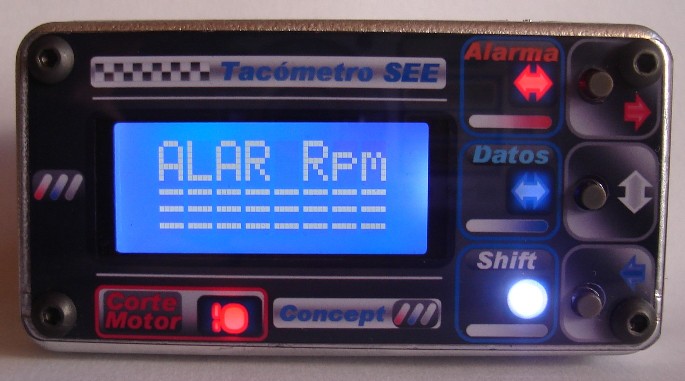 Tacómetro SEE
Alarma
ALAR Rpm
Datos
Shift
Corte
Motor
Concept